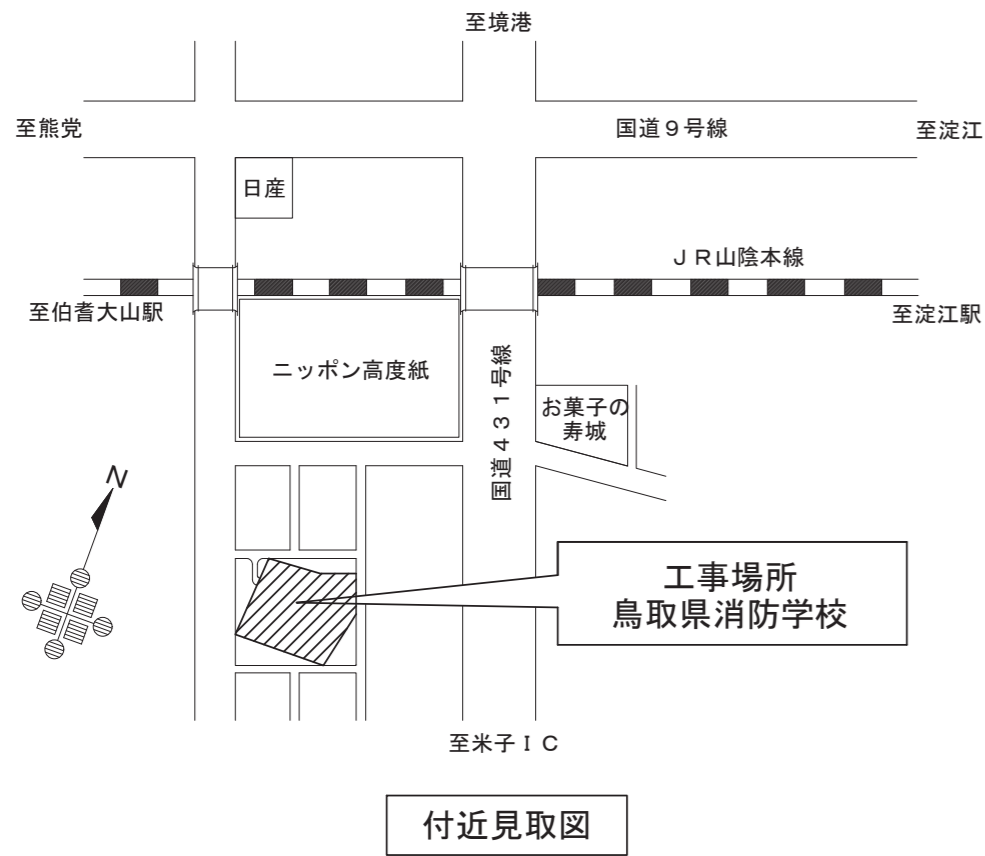 至境港
至熊党
国道９号線
至淀江
日産
ＪＲ山陰本線
至伯耆大山駅
至淀江駅
ニッポン高度紙
国道４３１号線
お菓子の
寿城
N
工事場所
鳥取県消防学校
至米子ＩＣ
付近見取図